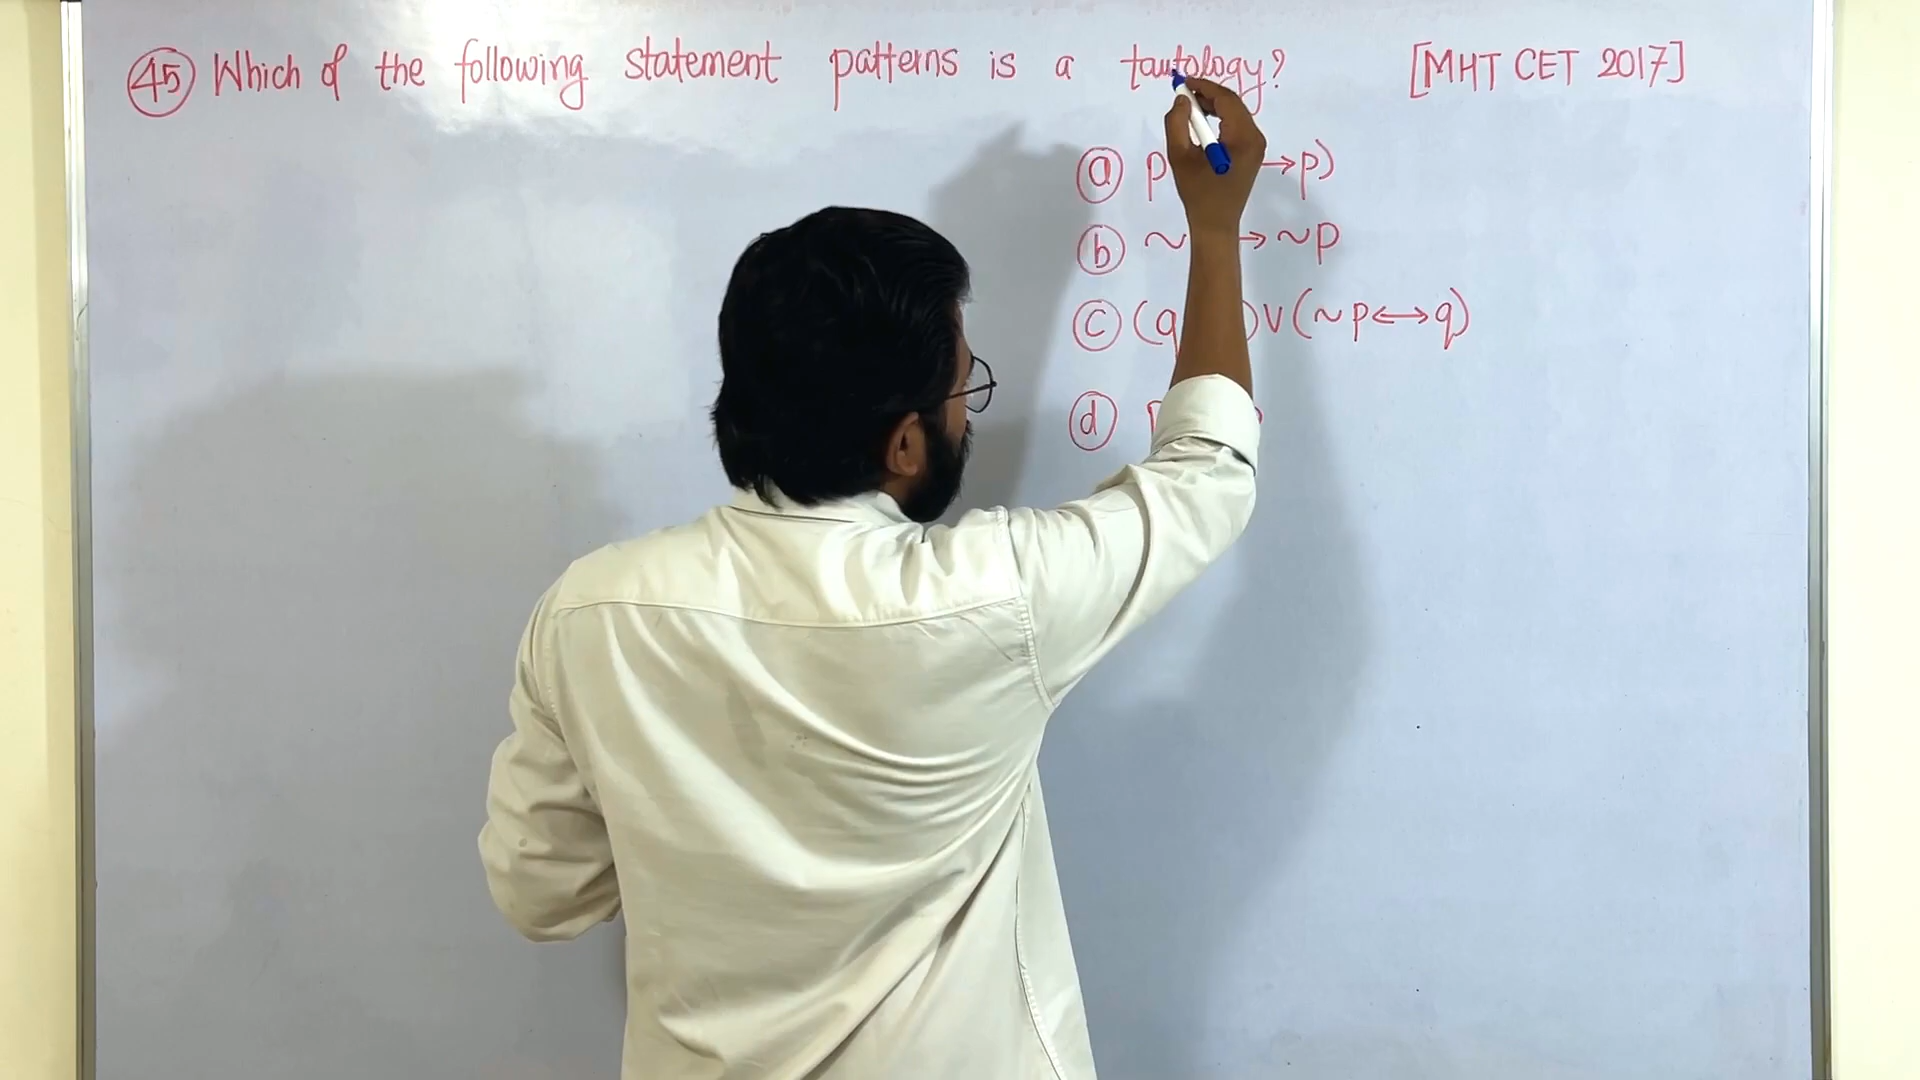 45 Which of the following statement patterns is a tautology? [MHT CET 2017]
a p →p)
b ~ → ~p
c (q )∨(~p↔q)
d